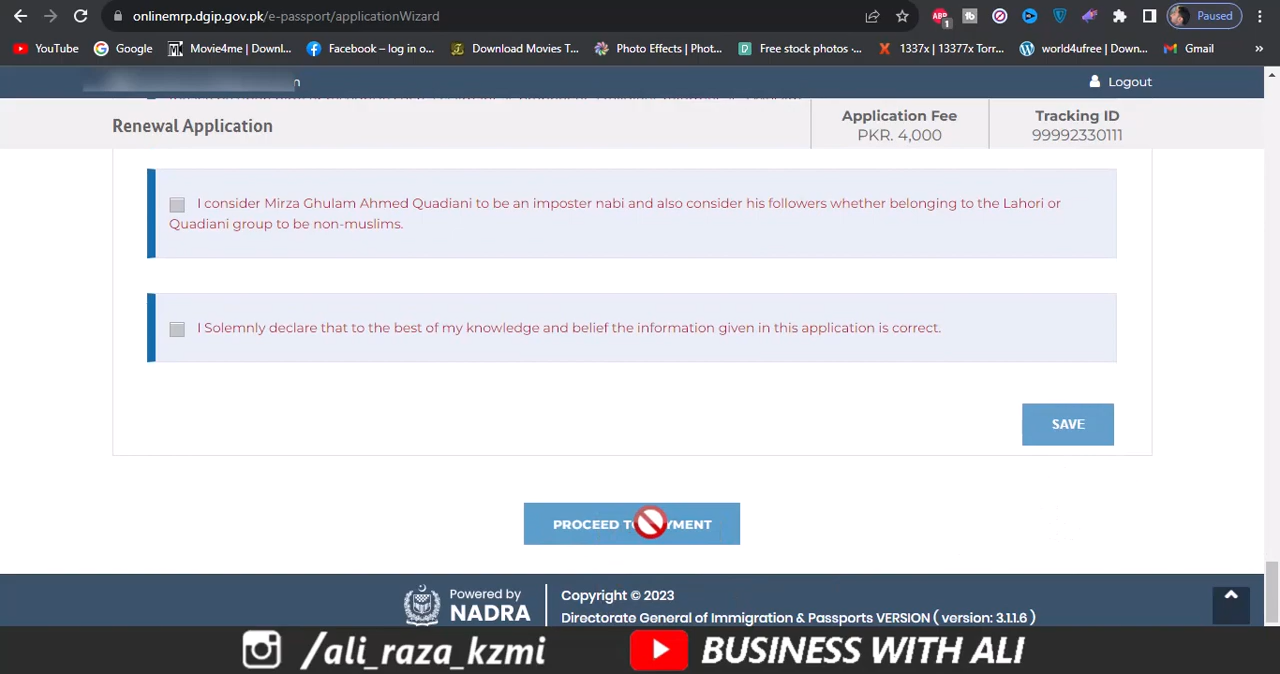 onlinemrp.dgip.gov.pk/e-passport/applicationWizard
ABP
1
Paused
YouTube
Google
Movie4me | Downl...
Facebook – log in o...
Download Movies T...
Photo Effects | Phot...
Free stock photos -...
1337x | 13377x Torr...
world4ufree | Down...
Gmail
»
n
Logout
Renewal Application
Application Fee
PKR. 4,000
Tracking ID
99992330111
I consider Mirza Ghulam Ahmed Quadiani to be an imposter nabi and also consider his followers whether belonging to the Lahori or
Quadiani group to be non-muslims.
I Solemnly declare that to the best of my knowledge and belief the information given in this application is correct.
SAVE
PROCEED TO PAYMENT
Powered by
NADRA
Copyright © 2023
Directorate General of Immigration & Passports VERSION ( version: 3.1.1.6 )
/ali_raza_kzmi
BUSINESS WITH ALI